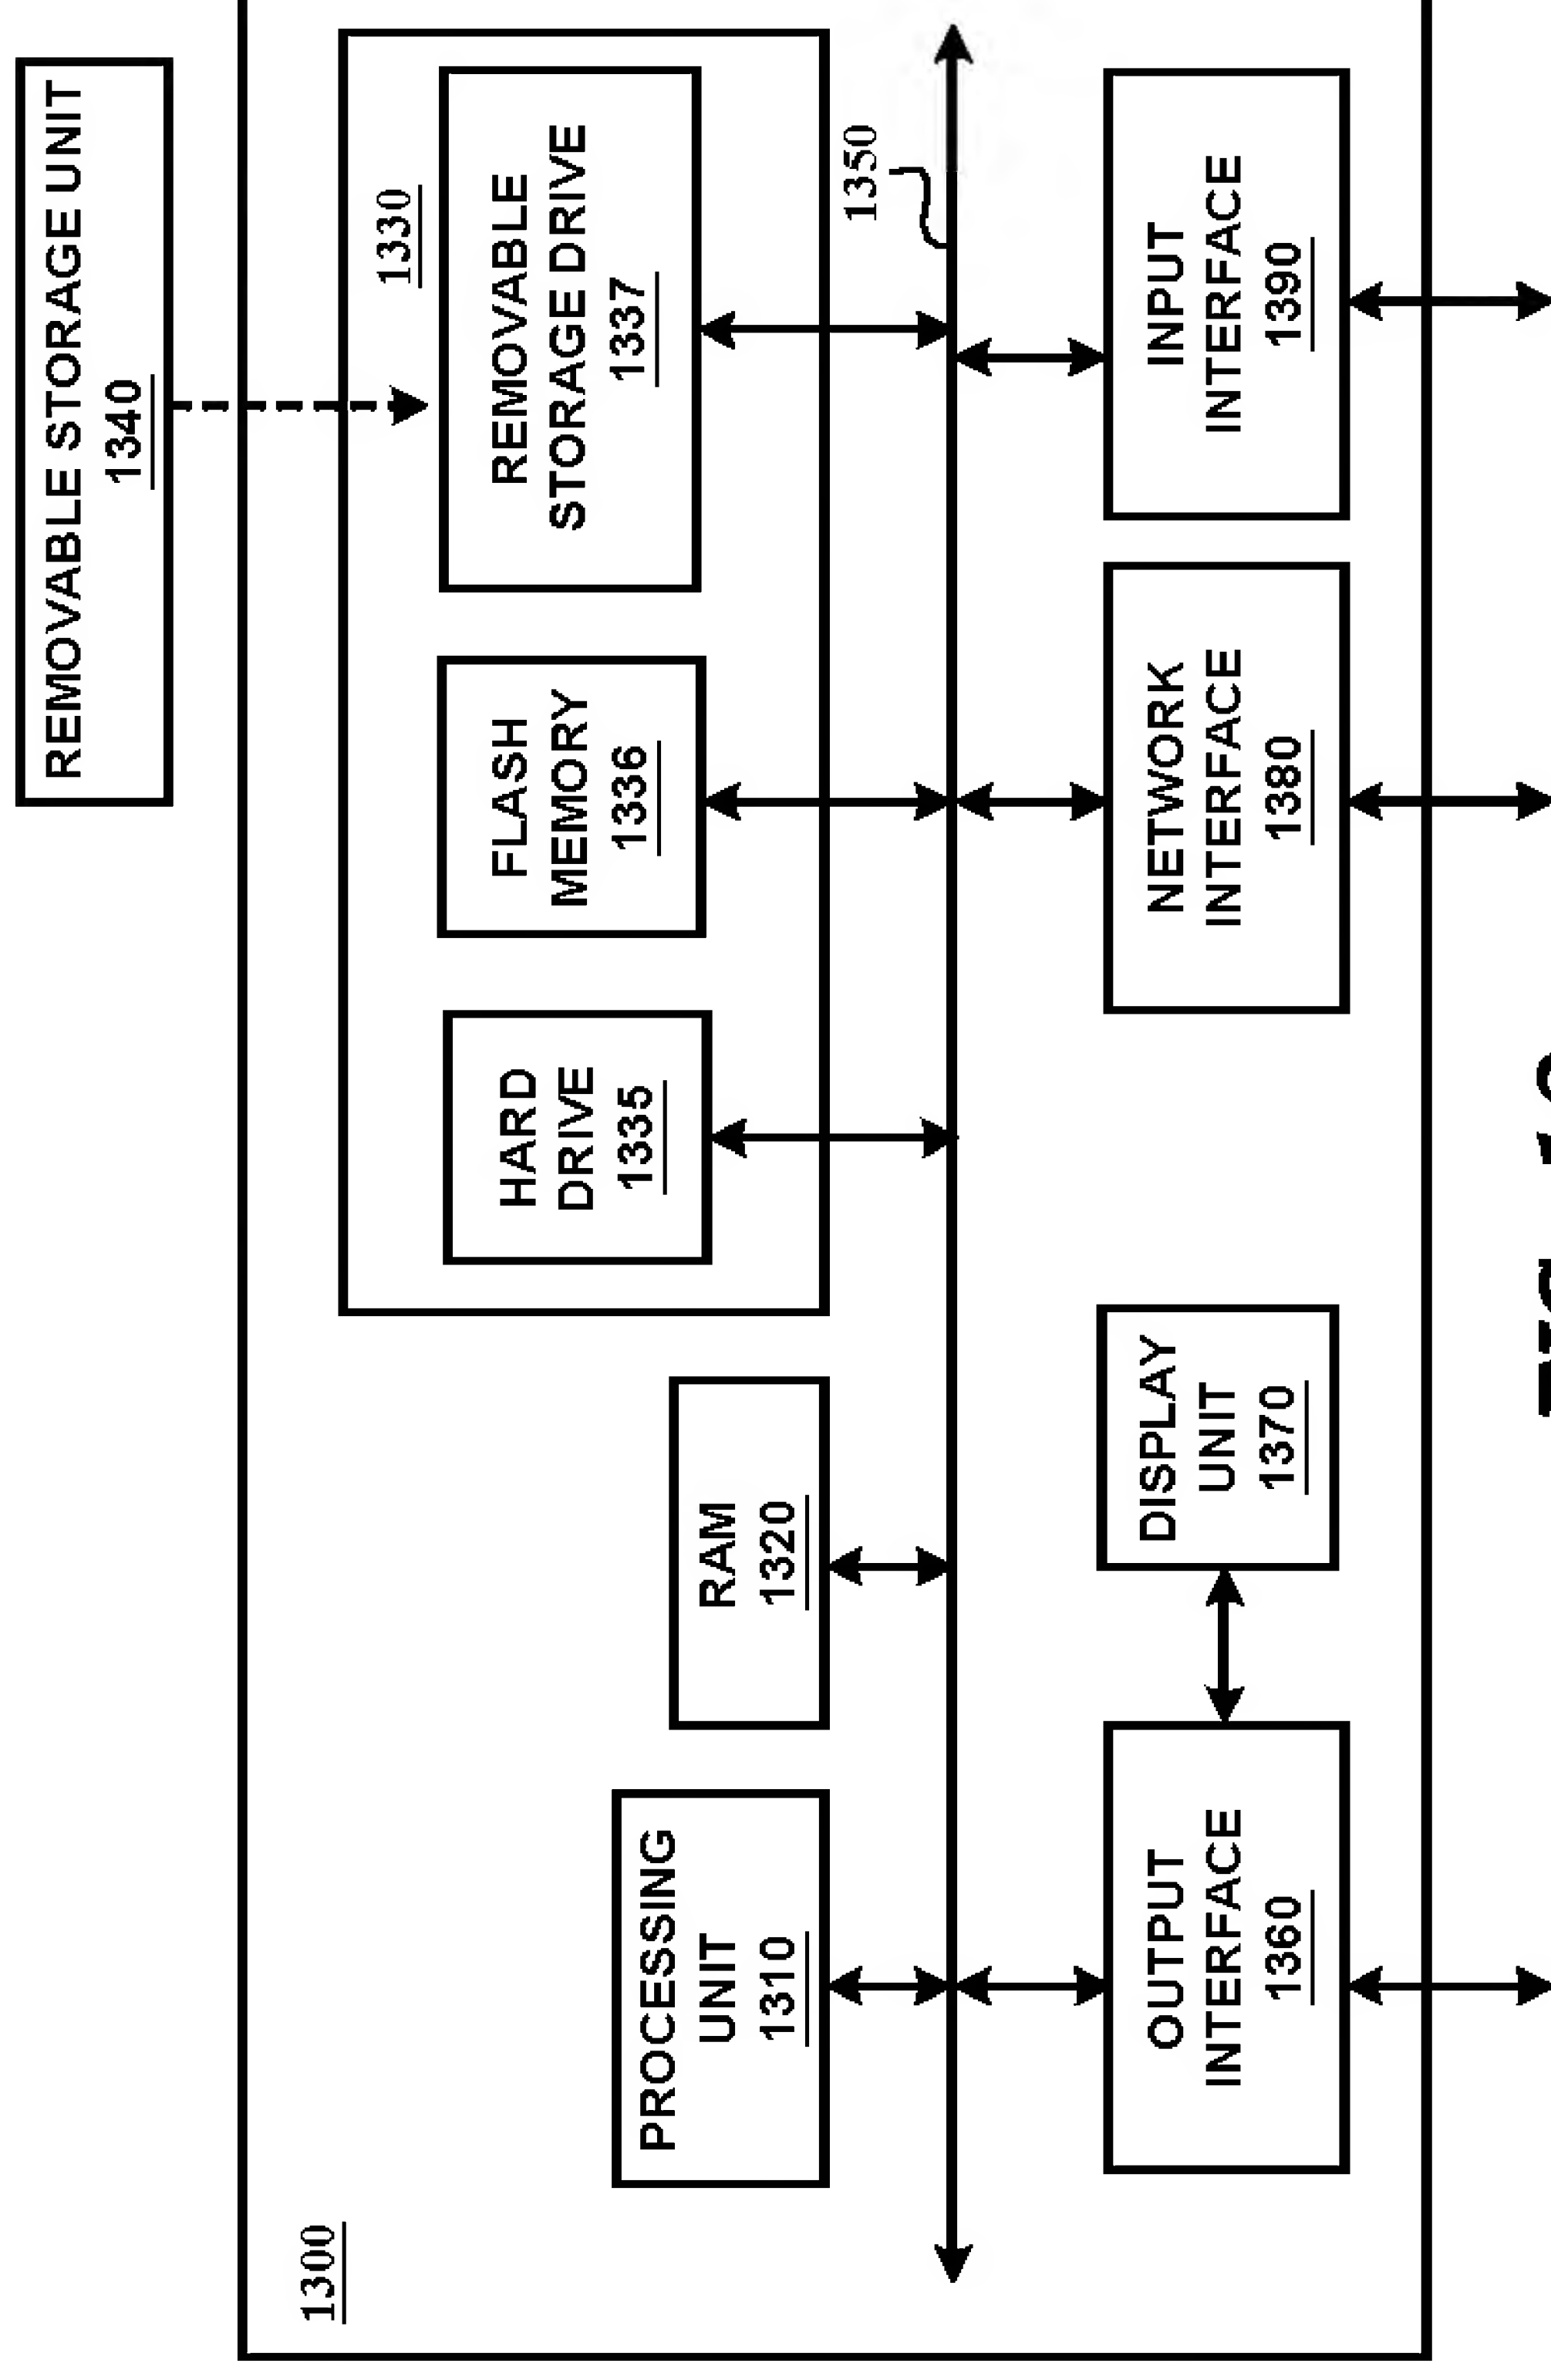 REMOVABLE STORAGE UNIT
1340
1300
1330
HARD
DRIVE
1335
FLASH
MEMORY
1336
REMOVABLE
STORAGE DRIVE
1337
PROCESSING
UNIT
1310
RAM
1320
1350
OUTPUT
INTERFACE
1360
DISPLAY
UNIT
1370
NETWORK
INTERFACE
1380
INPUT
INTERFACE
1390